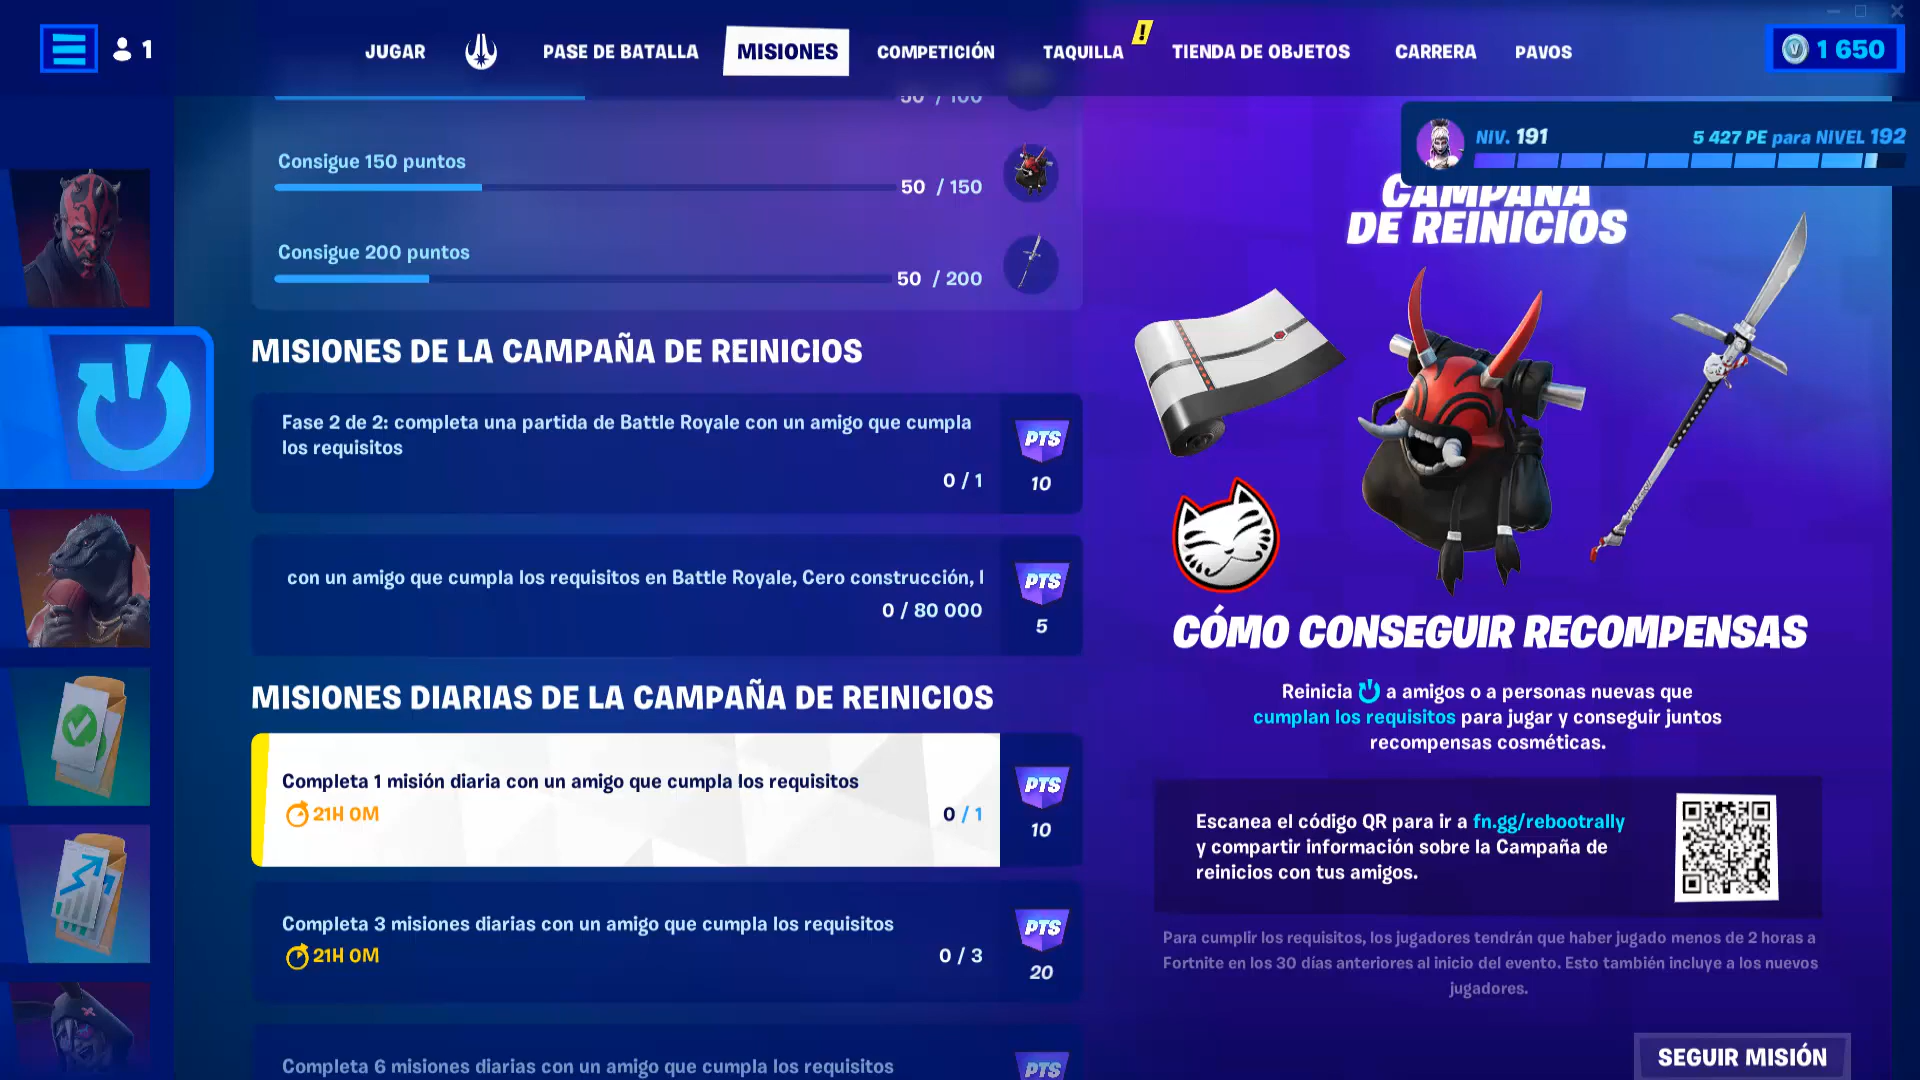 1
JUGAR
PASE DE BATALLA
MISIONES
COMPETICIÓN
TAQUILLA
!
TIENDA DE OBJETOS
CARRERA
PAVOS
V 1 650
50 / 100
Consigue 150 puntos
50 / 150
Consigue 200 puntos
50 / 200
NIV. 191
5 427 PE para NIVEL 192
CAMPAÑA
DE REINICIOS
MISIONES DE LA CAMPAÑA DE REINICIOS
Fase 2 de 2: completa una partida de Battle Royale con un amigo que cumpla
los requisitos
0 / 1
PTS
10
con un amigo que cumpla los requisitos en Battle Royale, Cero construcción,
0 / 80 000
PTS
5
MISIONES DIARIAS DE LA CAMPAÑA DE REINICIOS
Completa 1 misión diaria con un amigo que cumpla los requisitos
21H 0M
0 / 1
PTS
10
Completa 3 misiones diarias con un amigo que cumpla los requisitos
21H 0M
0 / 3
PTS
20
Completa 6 misiones diarias con un amigo que cumpla los requisitos
PTS
CÓMO CONSEGUIR RECOMPENSAS
Reinicia a amigos o a personas nuevas que
cumplan los requisitos para jugar y conseguir juntos
recompensas cosméticas.
Escanea el código QR para ir a fn.gg/rebootrally
y compartir información sobre la Campaña de
reinicios con tus amigos.
Para cumplir los requisitos, los jugadores tendrán que haber jugado menos de 2 horas a
Fortnite en los 30 días anteriores al inicio del evento. Esto también incluye a los nuevos
jugadores.
SEGUIR MISIÓN